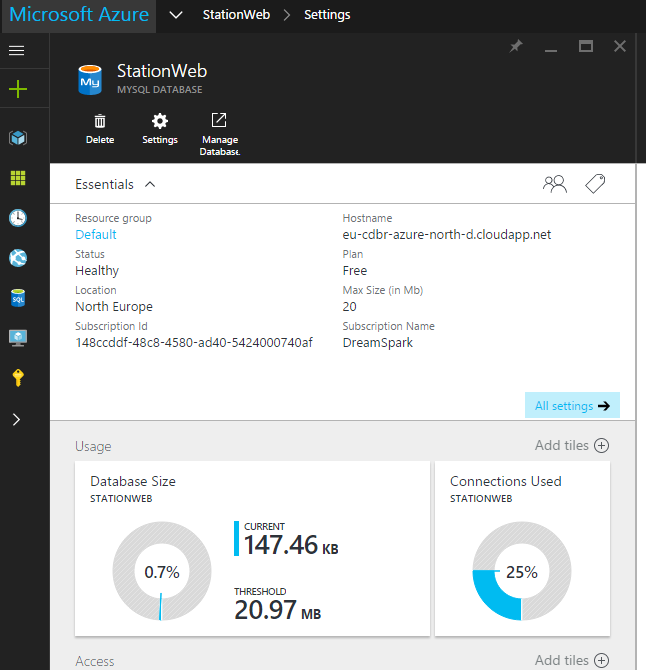 Microsoft Azure StationWeb Settings
StationWeb
MYSQL DATABASE
My
Delete Settings Manage Database.
Essentials
Resource group
Default
Hostname
eu-cdbr-azure-north-d.cloudapp.net
Status
Healthy
Plan
Free
Location
North Europe
Max Size (in Mb)
20
Subscription Id
148ccddf-48c8-4580-ad40-5424000740af
Subscription Name
DreamSpark
SQL
All settings
Usage
Add tiles
Database Size
STATIONWEB
0.7%
CURRENT
147.46 KB
THRESHOLD
20.97 MB
Connections Used
STATIONWEB
25%
Access
Add tiles